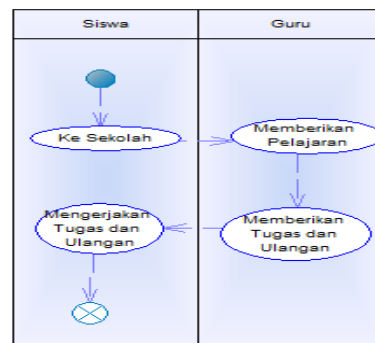 Siswa
Guru
Ke Sekolah
Memberikan
Pelajaran
Mengerjakan
Tugas dan
Ulangan
Memberikan
Tugas dan
Ulangan